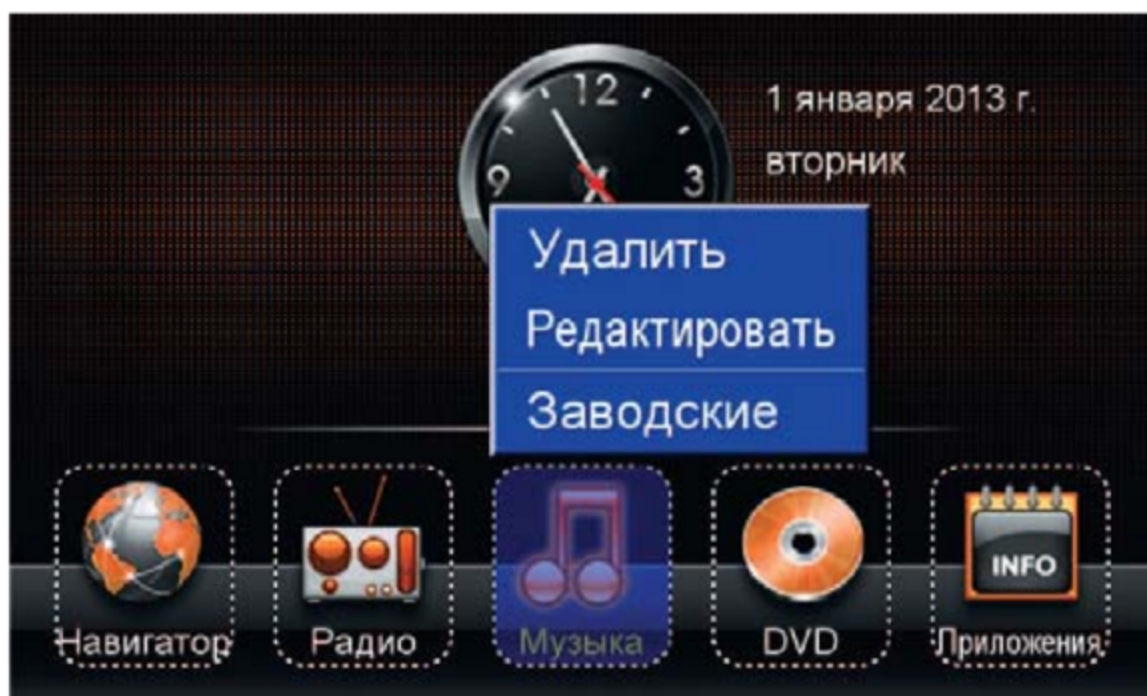 12
1 января 2013 г.
9
3
вторник
Удалить
Редактировать
Заводские
INFO
Навигатор
Радио
Музыка
DVD
Приложения